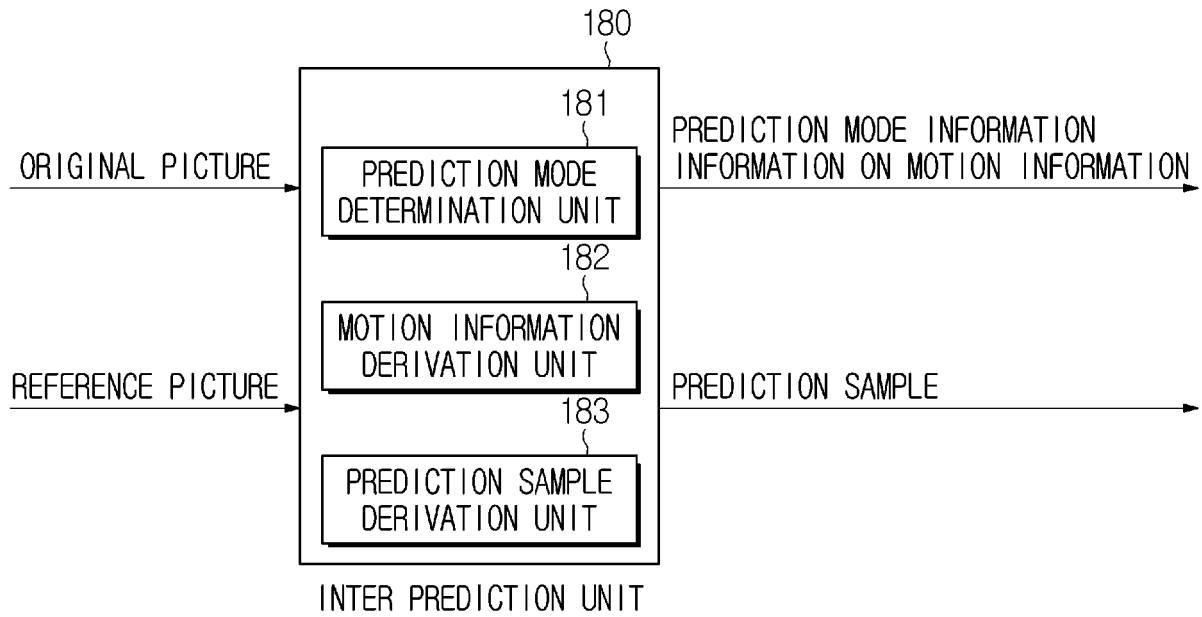 180
181
ORIGINAL PICTURE
PREDICTION MODE
DETERMINATION UNIT
PREDICTION MODE INFORMATION
INFORMATION ON MOTION INFORMATION
182
MOTION INFORMATION
DERIVATION UNIT
REFERENCE PICTURE
PREDICTION SAMPLE
183
PREDICTION SAMPLE
DERIVATION UNIT
INTER PREDICTION UNIT